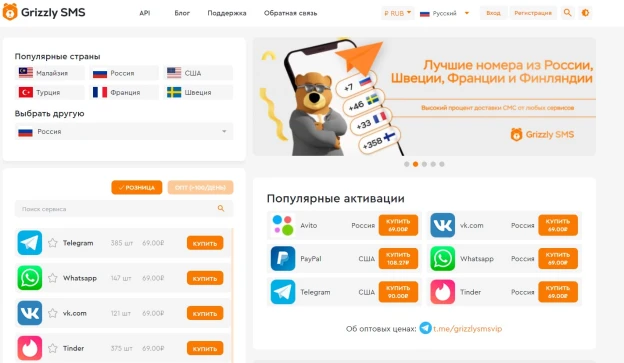 Grizzly SMS
API Блог Поддержка Обратная связь
₽ RUB Русский Вход Регистрация
Популярные страны
Малайзия Россия США
Турция Франция Швеция
Выбрать другую
Россия
РОЗНИЦА
ОПТ (>100/ДЕНЬ)
Поиск сервиса
Telegram 385 шт 69.00₽ КУПИТЬ
Whatsapp 147 шт 69.00₽ КУПИТЬ
vk.com 121 шт 69.00₽ КУПИТЬ
Tinder 375 шт 69.00₽ КУПИТЬ
+7
+46
+33
+358
Лучшие номера из России,
Швеции, Франции и Финляндии
Высокий процент доставки СМС от любых сервисов
Grizzly SMS
Популярные активации
Avito Россия КУПИТЬ 69.00₽
vk.com Россия КУПИТЬ 69.00₽
PayPal США КУПИТЬ 108.27₽
Whatsapp Россия КУПИТЬ 69.00₽
Telegram США КУПИТЬ 90.00₽
Tinder Россия КУПИТЬ 69.00₽
Об оптовых ценах: t.me/grizzlysmsvip